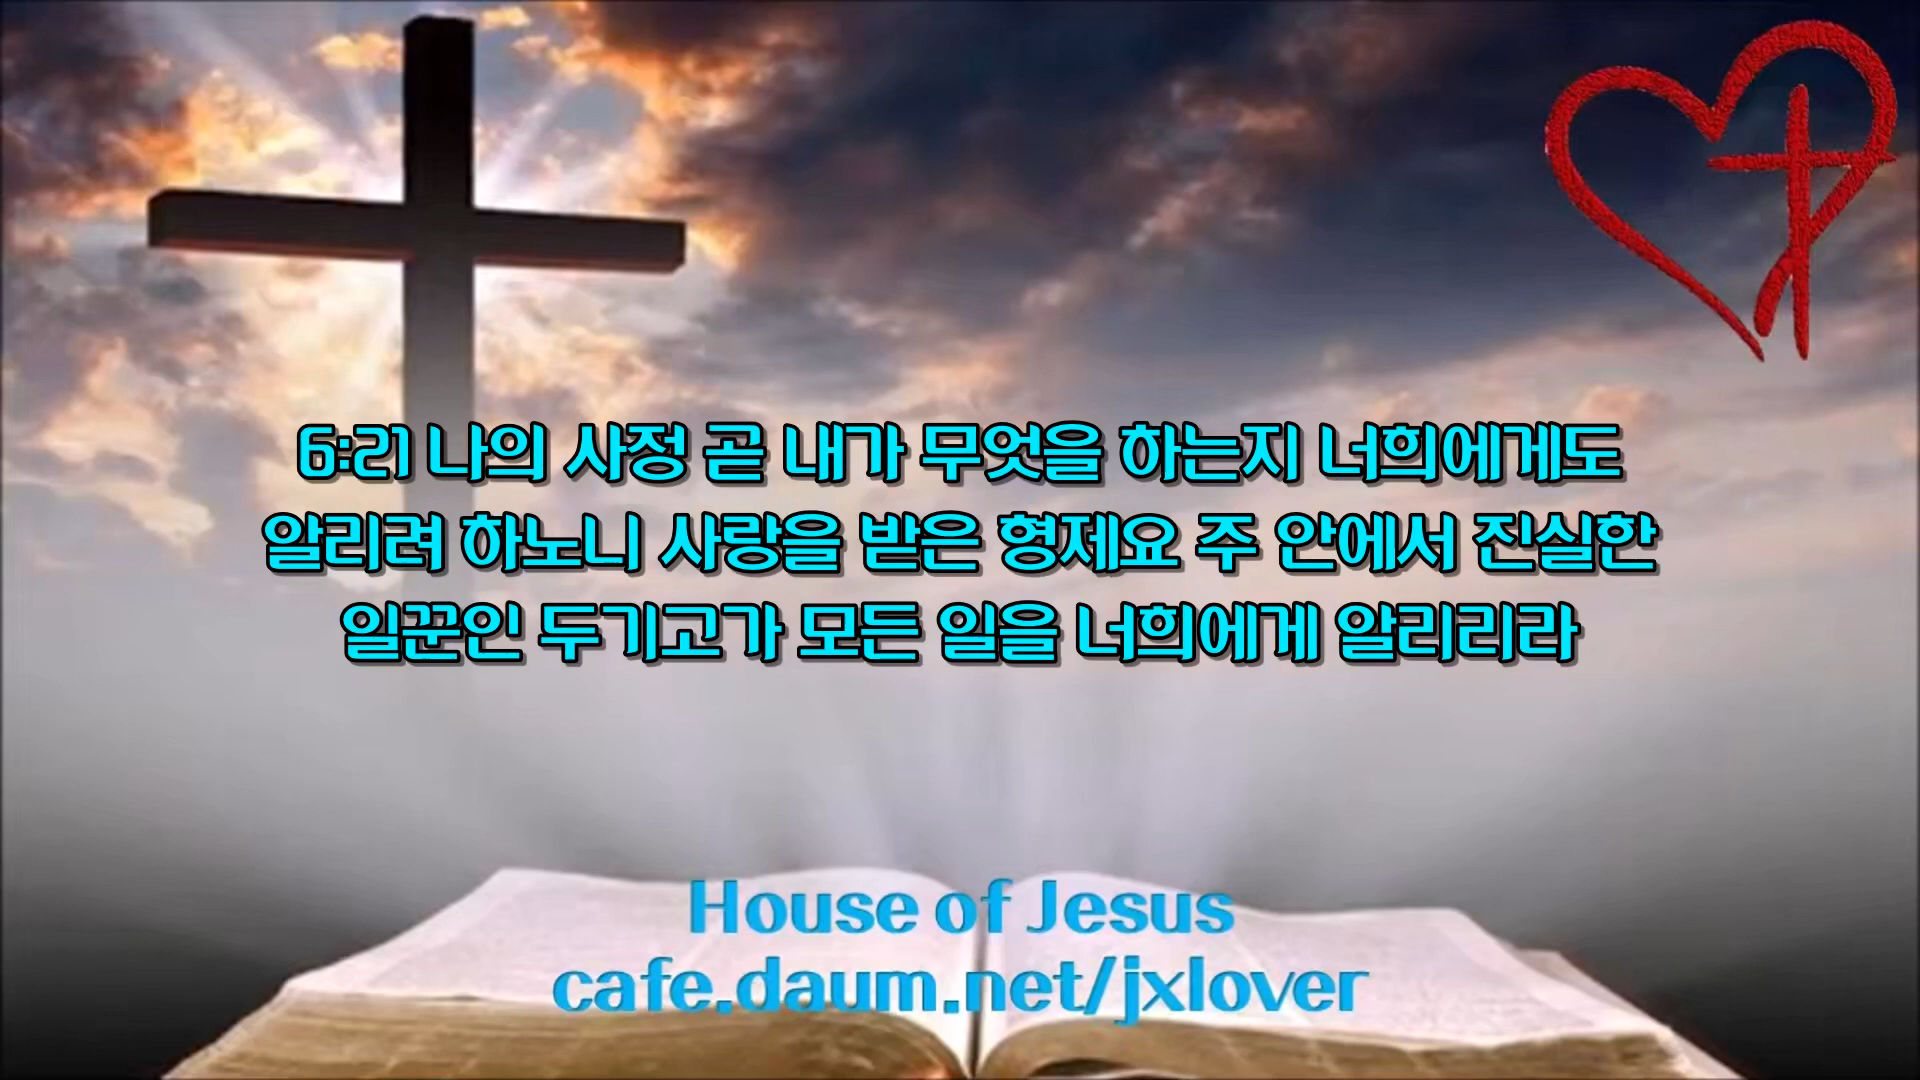 6:21 나의 사정 곧 내가 무엇을 하는지 너희에게도
알리려 하노니 사랑을 받은 형제요 주 안에서 진실한
일꾼인 두기고가 모든 일을 너희에게 알리리라
House of Jesus
cafe.daum.net/jxlover